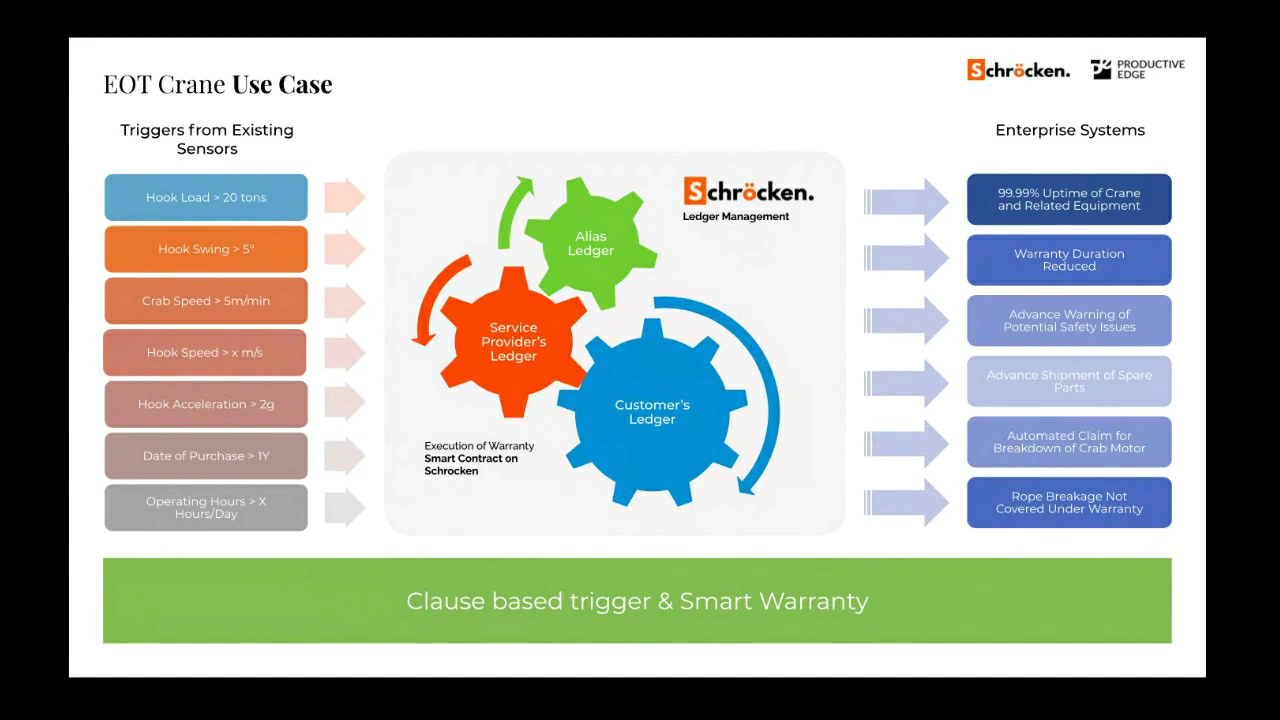 EOT Crane Use Case
Schröcken.
PRODUCTIVE
EDGE
Triggers from Existing
Sensors
Hook Load > 20 tons
Hook Swing > 5°
Crab Speed > 5m/min
Hook Speed > x m/s
Hook Acceleration > 2g
Date of Purchase > 1Y
Operating Hours > X
Hours/Day
Schröcken.
Ledger Management
Alias
Ledger
Service
Provider's
Ledger
Customer's
Ledger
Execution of Warranty
Smart Contract on
Schrocken
Enterprise Systems
99.99% Uptime of Crane
and Related Equipment
Warranty Duration
Reduced
Advance Warning of
Potential Safety Issues
Advance Shipment of Spare
Parts
Automated Claim for
Breakdown of Crab Motor
Rope Breakage Not
Covered Under Warranty
Clause based trigger & Smart Warranty